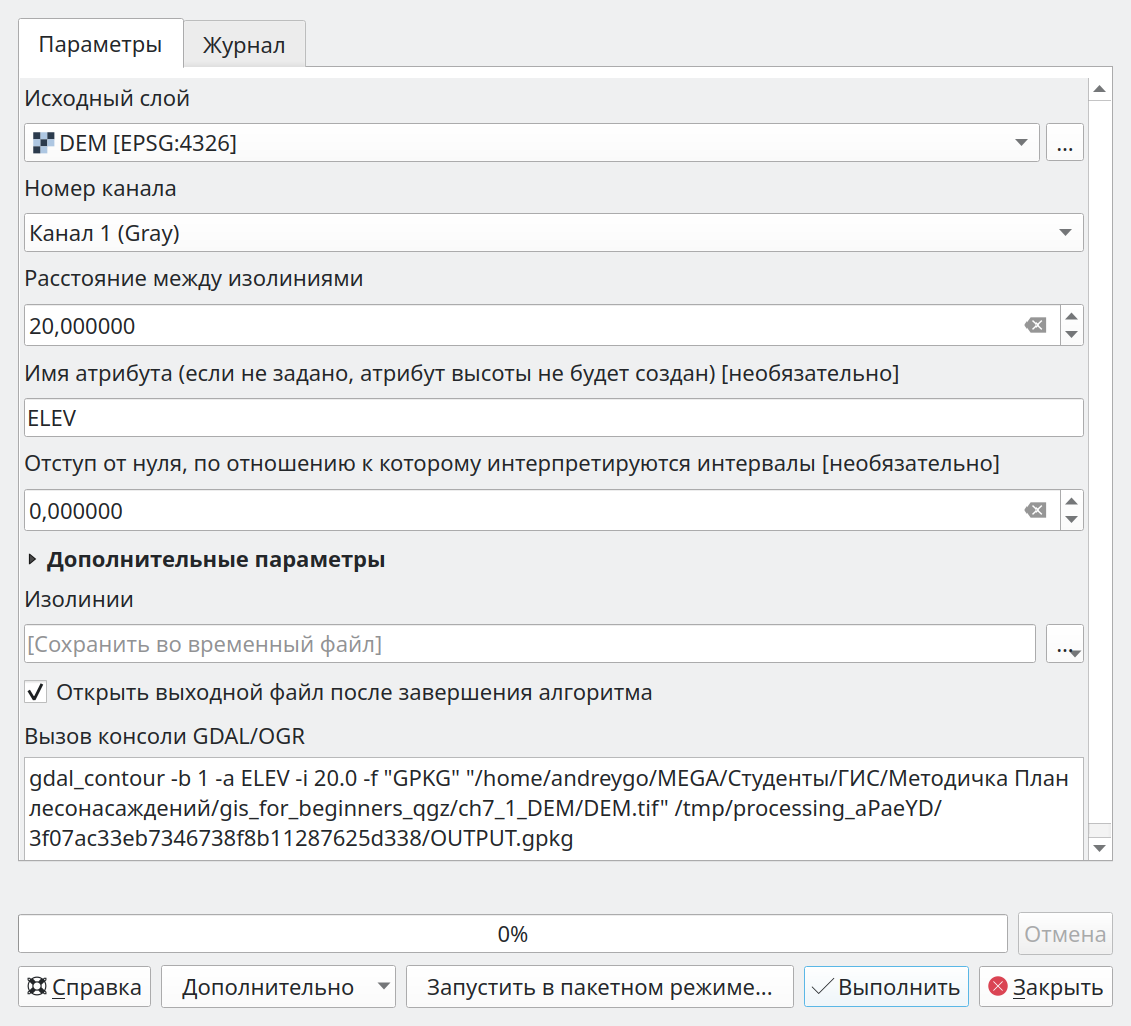 Параметры
Журнал
Исходный слой
DEM [EPSG:4326]
...
Номер канала
Канал 1 (Gray)
Расстояние между изолиниями
20,000000
Имя атрибута (если не задано, атрибут высоты не будет создан) [необязательно]
ELEV
Отступ от нуля, по отношению к которому интерпретируются интервалы [необязательно]
0,000000
Дополнительные параметры
Изолинии
[Сохранить во временный файл]
...
Открыть выходной файл после завершения алгоритма
Вызов консоли GDAL/OGR
gdal_contour -b 1 -a ELEV -i 20.0 -f "GPKG" "/home/andreygo/MEGA/Студенты/ГИС/Методичка План
лесонасаждений/gis_for_beginners_qgz/ch7_1_DEM/DEM.tif" /tmp/processing_aPaeYD/
3f07ac33eb7346738f8b11287625d338/OUTPUT.gpkg
0%
Отмена
Справка
Дополнительно
Запустить в пакетном режиме...
Выполнить
Закрыть